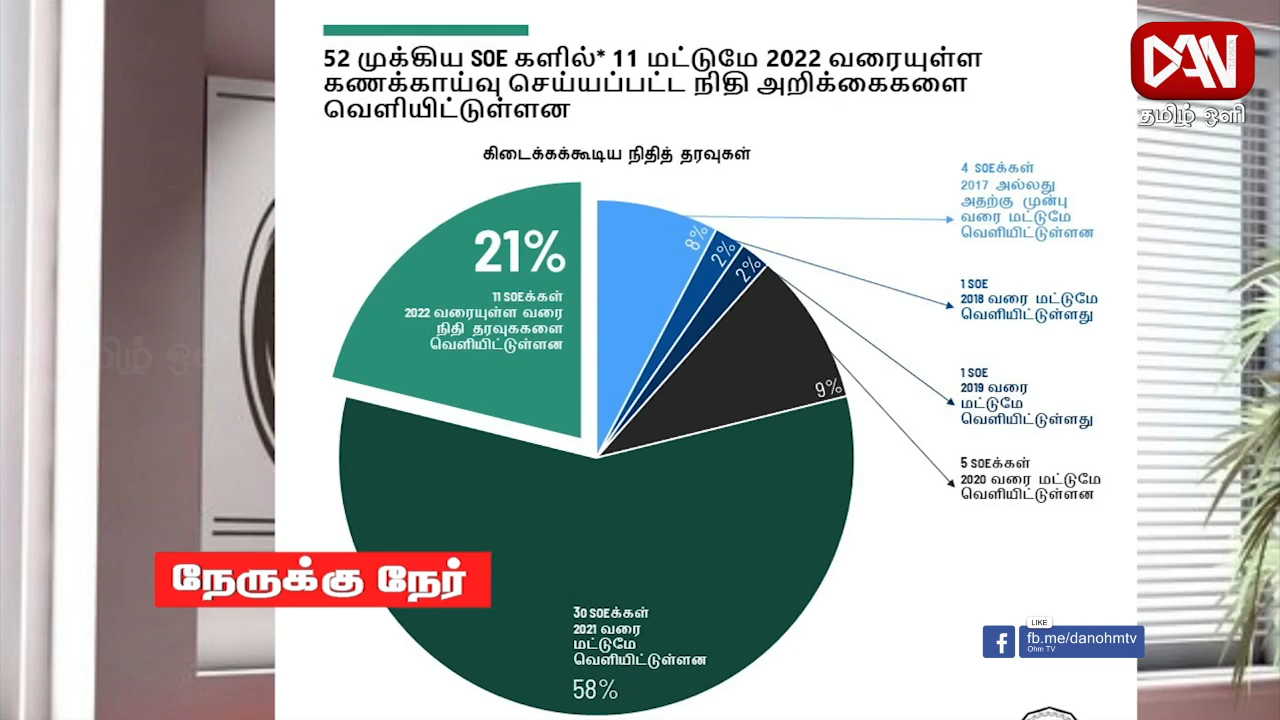 52 முக்கிய SOE களில்* 11 மட்டுமே 2022 வரையுள்ள
கணக்காய்வு செய்யப்பட்ட நிதி அறிக்கைகளை
வெளியிட்டுள்ளன
கிடைக்கக்கூடிய நிதித் தரவுகள்
21%
11 SOEக்கள்
2022 வரையுள்ள வரை
நிதி தரவுககளை
வெளியிட்டுள்ளன
8%
2%
2%
9%
4 SOEக்கள்
2017 அல்லது
அதற்கு முன்பு
வரை மட்டுமே
வெளியிட்டுள்ளன
1 SOE
2018 வரை மட்டுமே
வெளியிட்டுள்ளது
1 SOE
2019 வரை
மட்டுமே
வெளியிட்டுள்ளது
5 SOEக்கள்
2020 வரை மட்டுமே
வெளியிட்டுள்ளன
30 SOEக்கள்
2021 வரை
மட்டுமே
வெளியிட்டுள்ளன
58%
DAN
தமிழ் ஒளி
தமிழ் ஒளி
நேருக்கு நேர்
LIKE
f
fb.me/danohmtv
Ohm TV